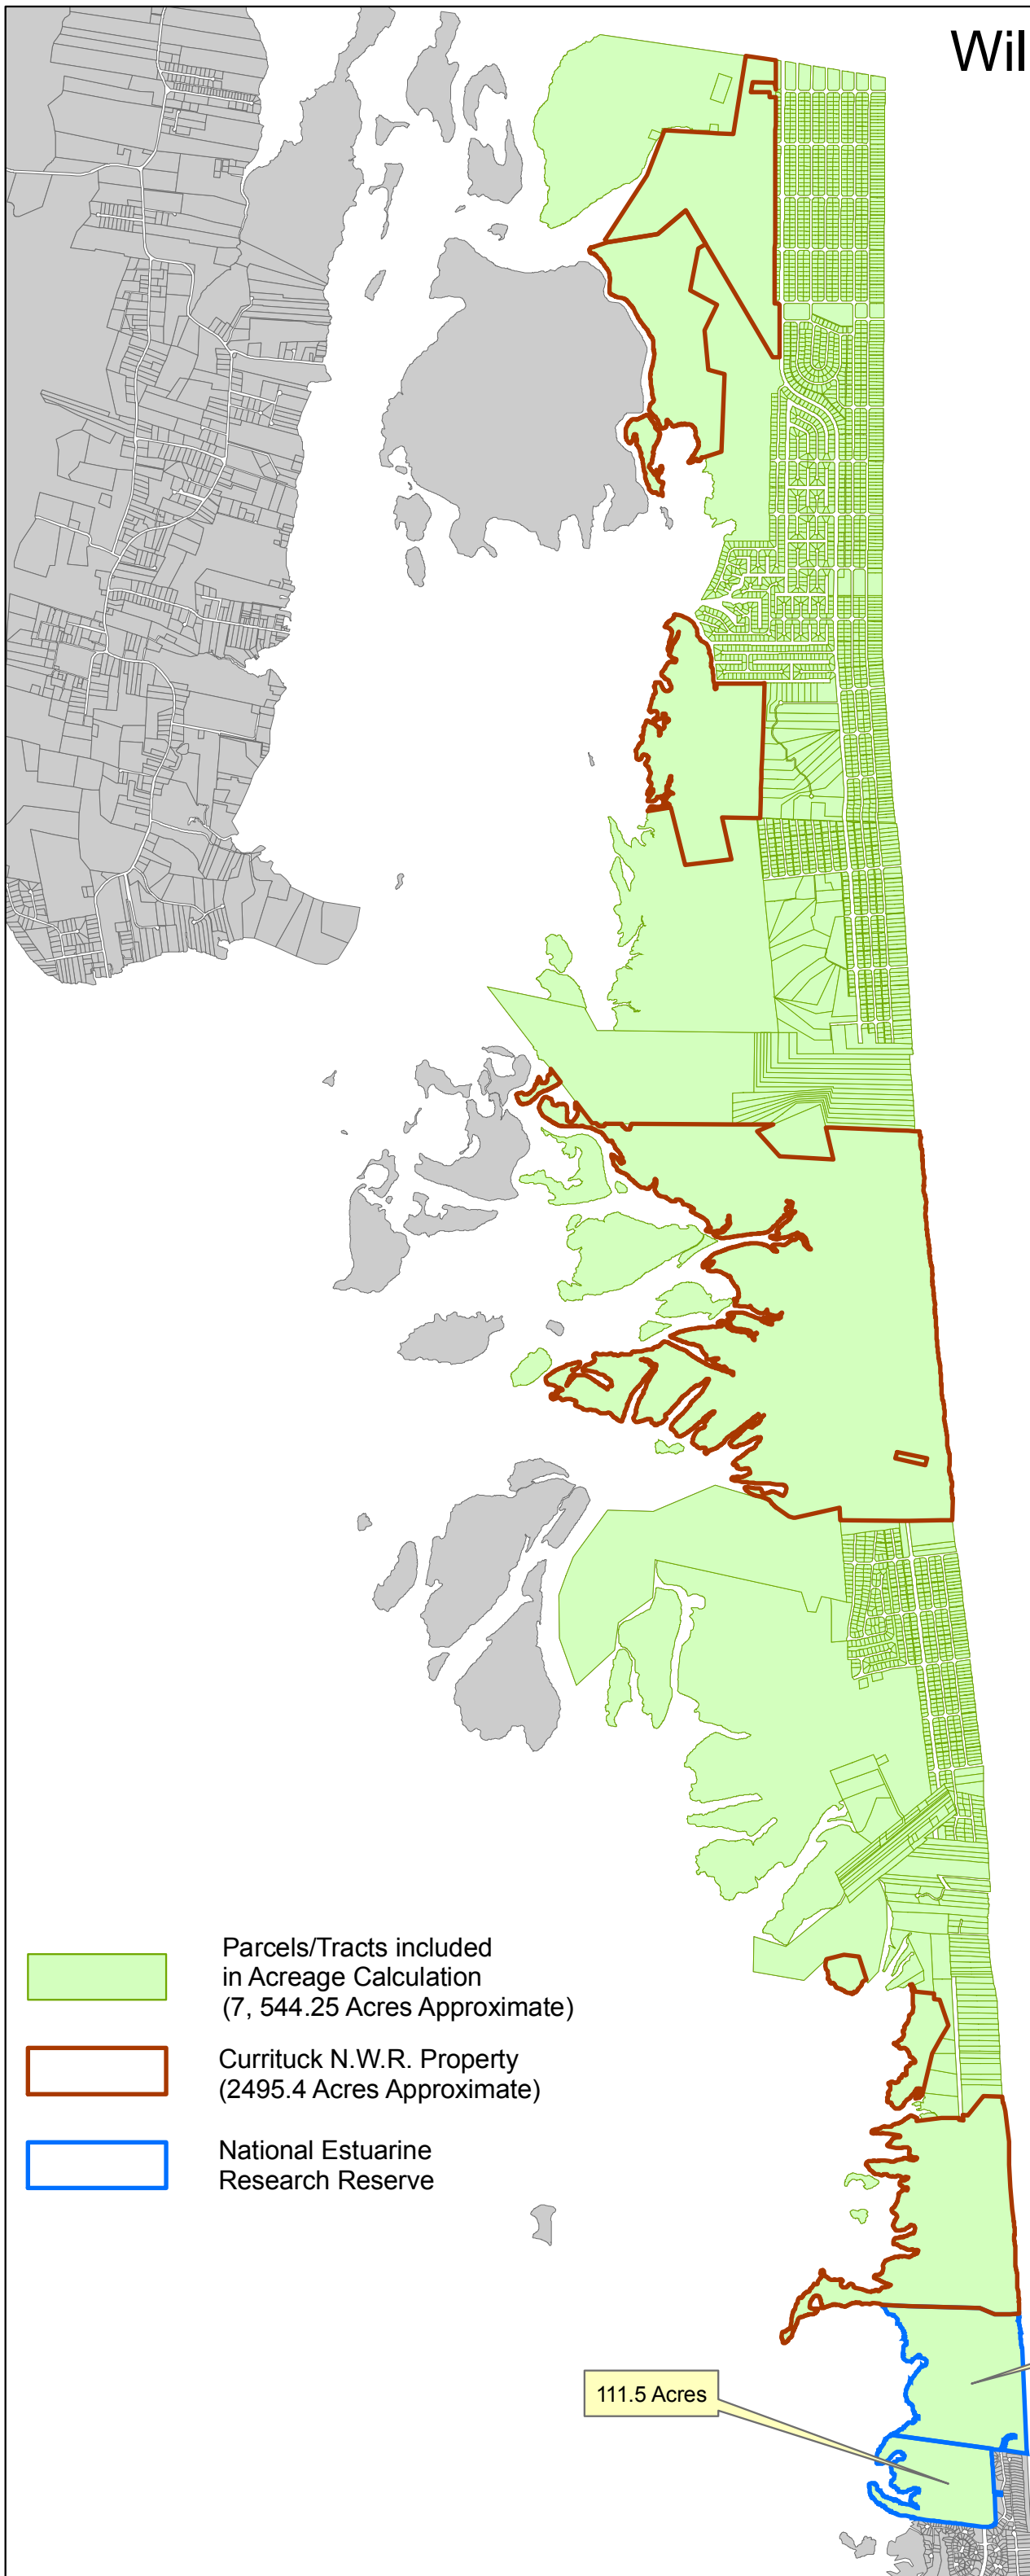 Wil
Parcels/Tracts included
in Acreage Calculation
(7, 544.25 Acres Approximate)
Currituck N.W.R. Property
(2495.4 Acres Approximate)
National Estuarine
Research Reserve
111.5 Acres